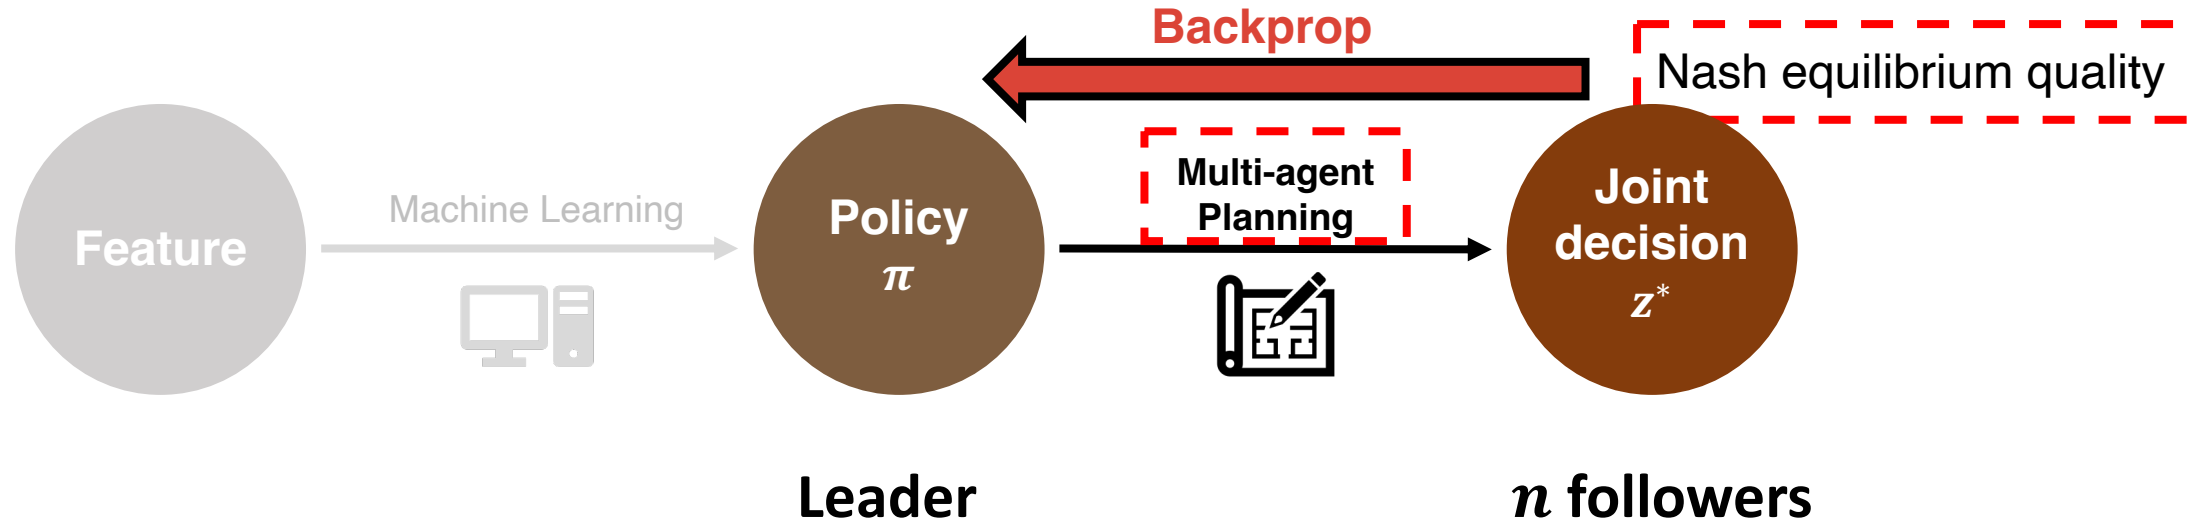 Backprop
Nash equilibrium quality
Feature
Machine Learning
Policy
π
Multi-agent
Planning
Joint
decision
z*
Leader
n followers